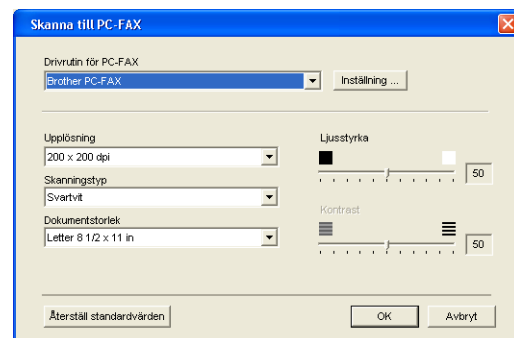 Skanna till PC-FAX
Drivrutin för PC-FAX
Brother PC-FAX
Inställning ...
Upplösning
200 x 200 dpi
Skanningstyp
Svartvit
Dokumentstorlek
Letter 8 1/2 x 11 in
Ljusstyrka
50
Kontrast
50
Återställ standardvärden
OK
Avbryt